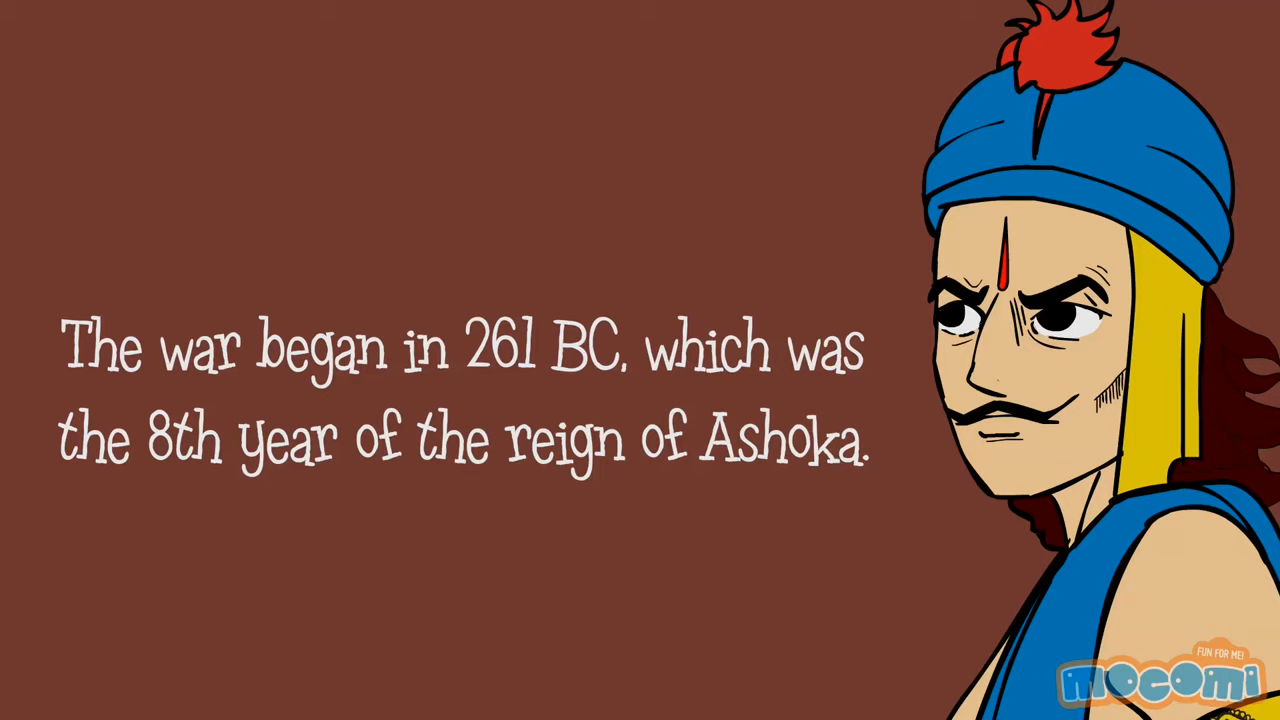 The war began in 261 BC, which was
the 8th year of the reign of Ashoka.
FUN FOR ME!
mocomi